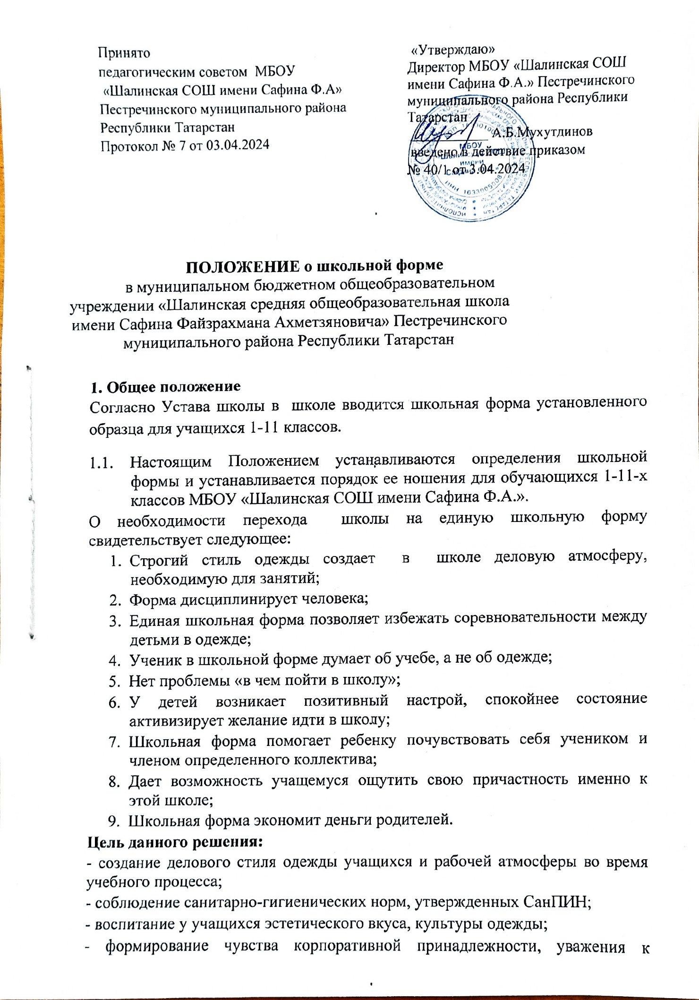 Принято
педагогическим советом МБОУ
«Шалинская СОШ имени Сафина Ф.А»
Пестречинского муниципального района
Республики Татарстан
Протокол № 7 от 03.04.2024
«Утверждаю»
Директор МБОУ «Шалинская СОШ
имени Сафина Ф.А.» Пестречинского
муниципального района Республики
Татарстан
А.Б.Мухутдинов
введено в действие приказом
№ 40/1 от 3.04.2024
МБОУ
имени
ИНН 1633005008
ПОЛОЖЕНИЕ о школьной форме
в муниципальном бюджетном общеобразовательном
учреждении «Шалинская средняя общеобразовательная школа
имени Сафина Файзрахмана Ахметзяновича» Пестречинского
муниципального района Республики Татарстан
1. Общее положение
Согласно Устава школы в школе вводится школьная форма установленного
образца для учащихся 1-11 классов.
1.1. Настоящим Положением устанавливаются определения школьной
формы и устанавливается порядок ее ношения для обучающихся 1-11-х
классов МБОУ «Шалинская СОШ имени Сафина Ф.А.».
О необходимости перехода школы на единую школьную форму
свидетельствует следующее:
1. Строгий стиль одежды создает в школе деловую атмосферу,
необходимую для занятий;
2. Форма дисциплинирует человека;
3. Единая школьная форма позволяет избежать соревновательности между
детьми в одежде;
4. Ученик в школьной форме думает об учебе, а не об одежде;
5. Нет проблемы «в чем пойти в школу»;
6. У детей возникает позитивный настрой, спокойнее состояние
активизирует желание идти в школу;
7. Школьная форма помогает ребенку почувствовать себя учеником и
членом определенного коллектива;
8. Дает возможность учащемуся ощутить свою причастность именно к
этой школе;
9. Школьная форма экономит деньги родителей.
Цель данного решения:
- создание делового стиля одежды учащихся и рабочей атмосферы во время
учебного процесса;
- соблюдение санитарно-гигиенических норм, утвержденных СанПИН;
- воспитание у учащихся эстетического вкуса, культуры одежды;
- формирование чувства корпоративной принадлежности, уважения к